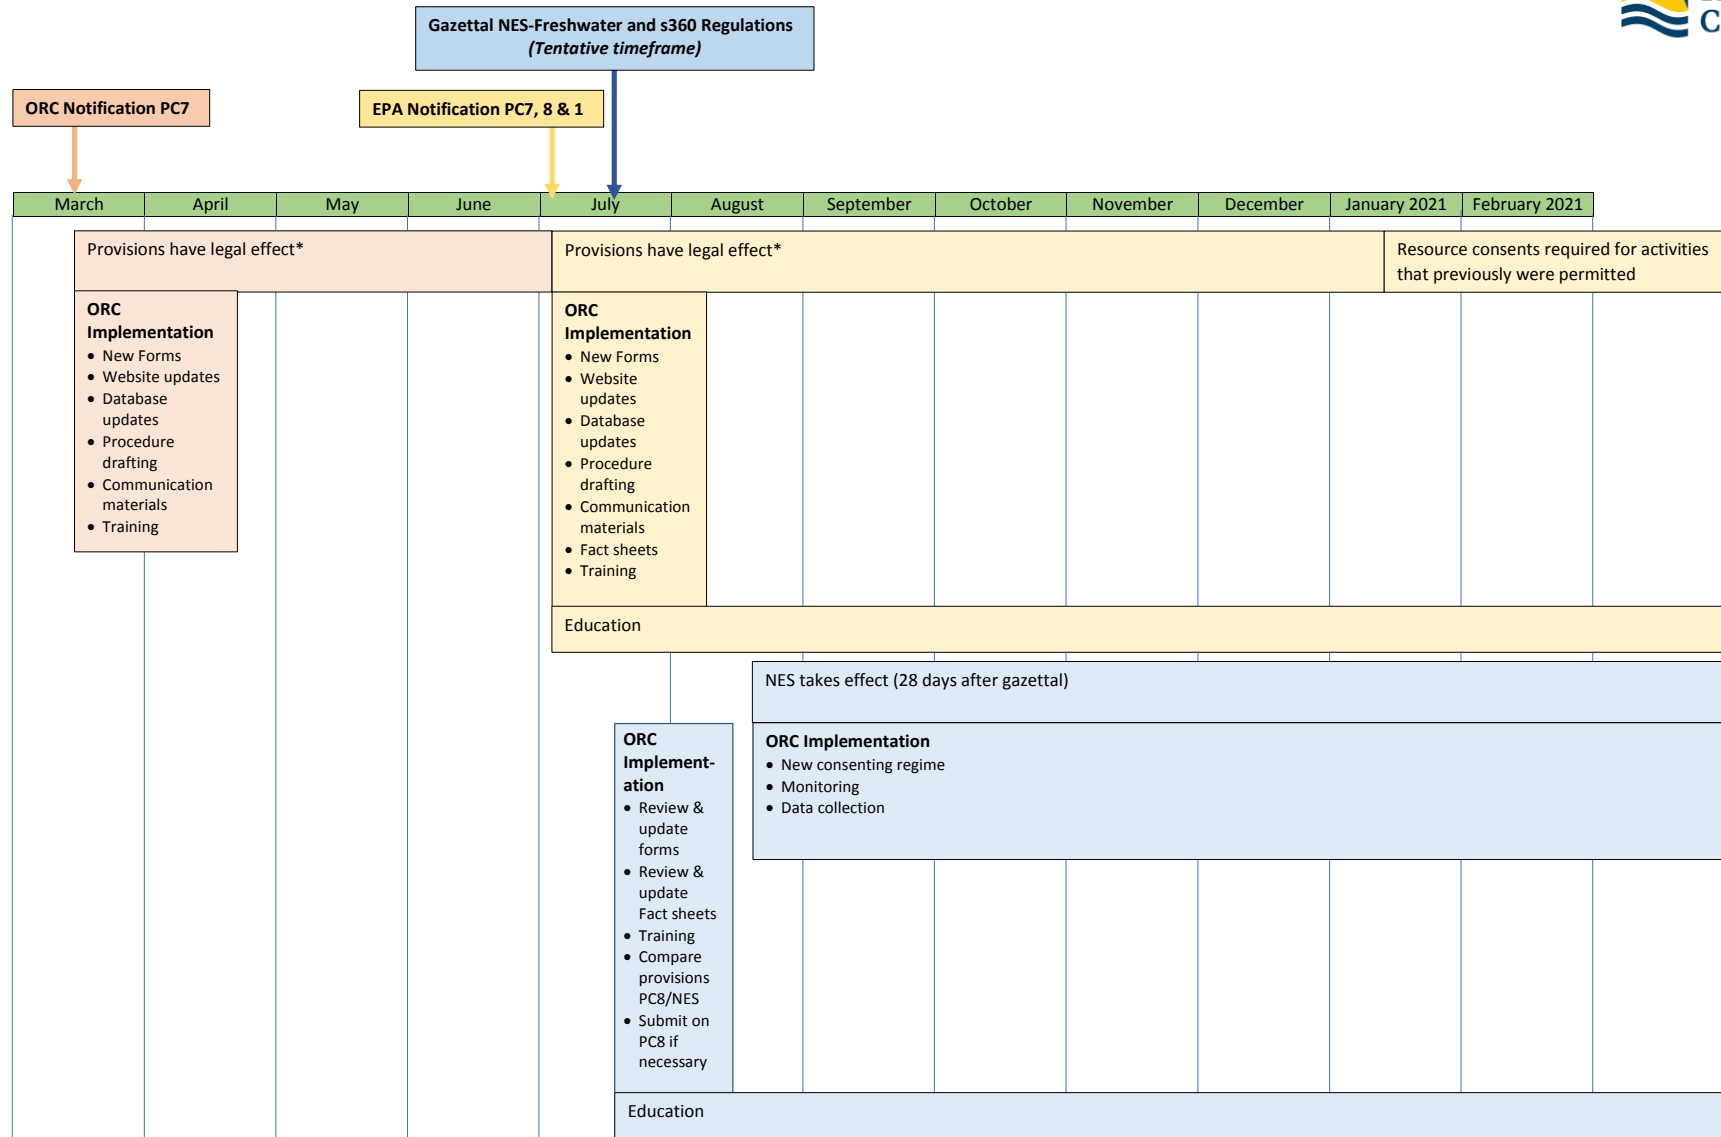 Gazettal NES-Freshwater and s360 Regulations
(Tentative timeframe)
C
ORC Notification PC7
EPA Notification PC7, 8 & 1
March April May June July August September October November December January 2021 February 2021
Provisions have legal effect*
Provisions have legal effect*
Resource consents required for activities
that previously were permitted
ORC
Implementation
• New Forms
• Website updates
• Database
updates
• Procedure
drafting
• Communication
materials
• Training
ORC
Implementation
• New Forms
• Website
updates
• Database
updates
• Procedure
drafting
• Communication
materials
• Fact sheets
• Training
Education
NES takes effect (28 days after gazettal)
ORC
Implement-
ation
• Review &
update
forms
• Review &
update
Fact sheets
• Training
• Compare
provisions
PC8/NES
• Submit on
PC8 if
necessary
ORC Implementation
• New consenting regime
• Monitoring
• Data collection
Education